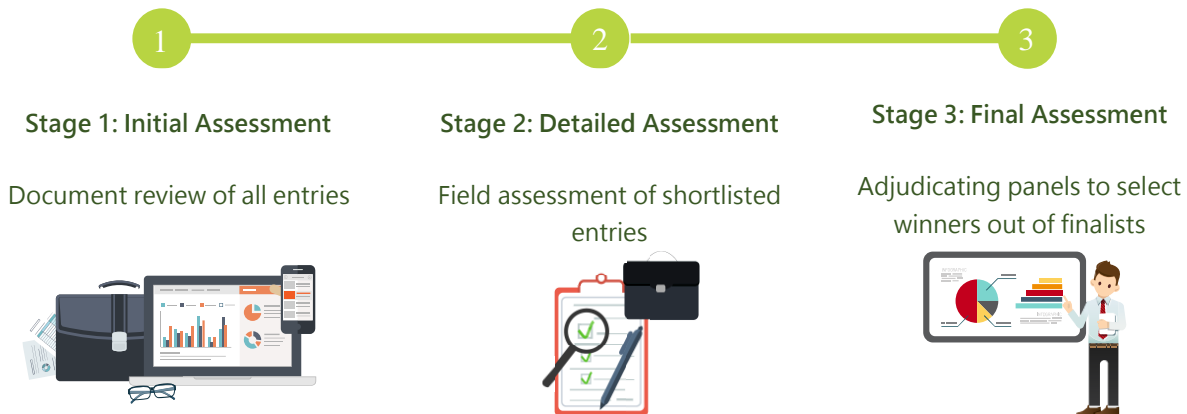 1
2
3
Stage 1: Initial Assessment
Document review of all entries
Stage 2: Detailed Assessment
Field assessment of shortlisted
entries
Stage 3: Final Assessment
Adjudicating panels to select
winners out of finalists